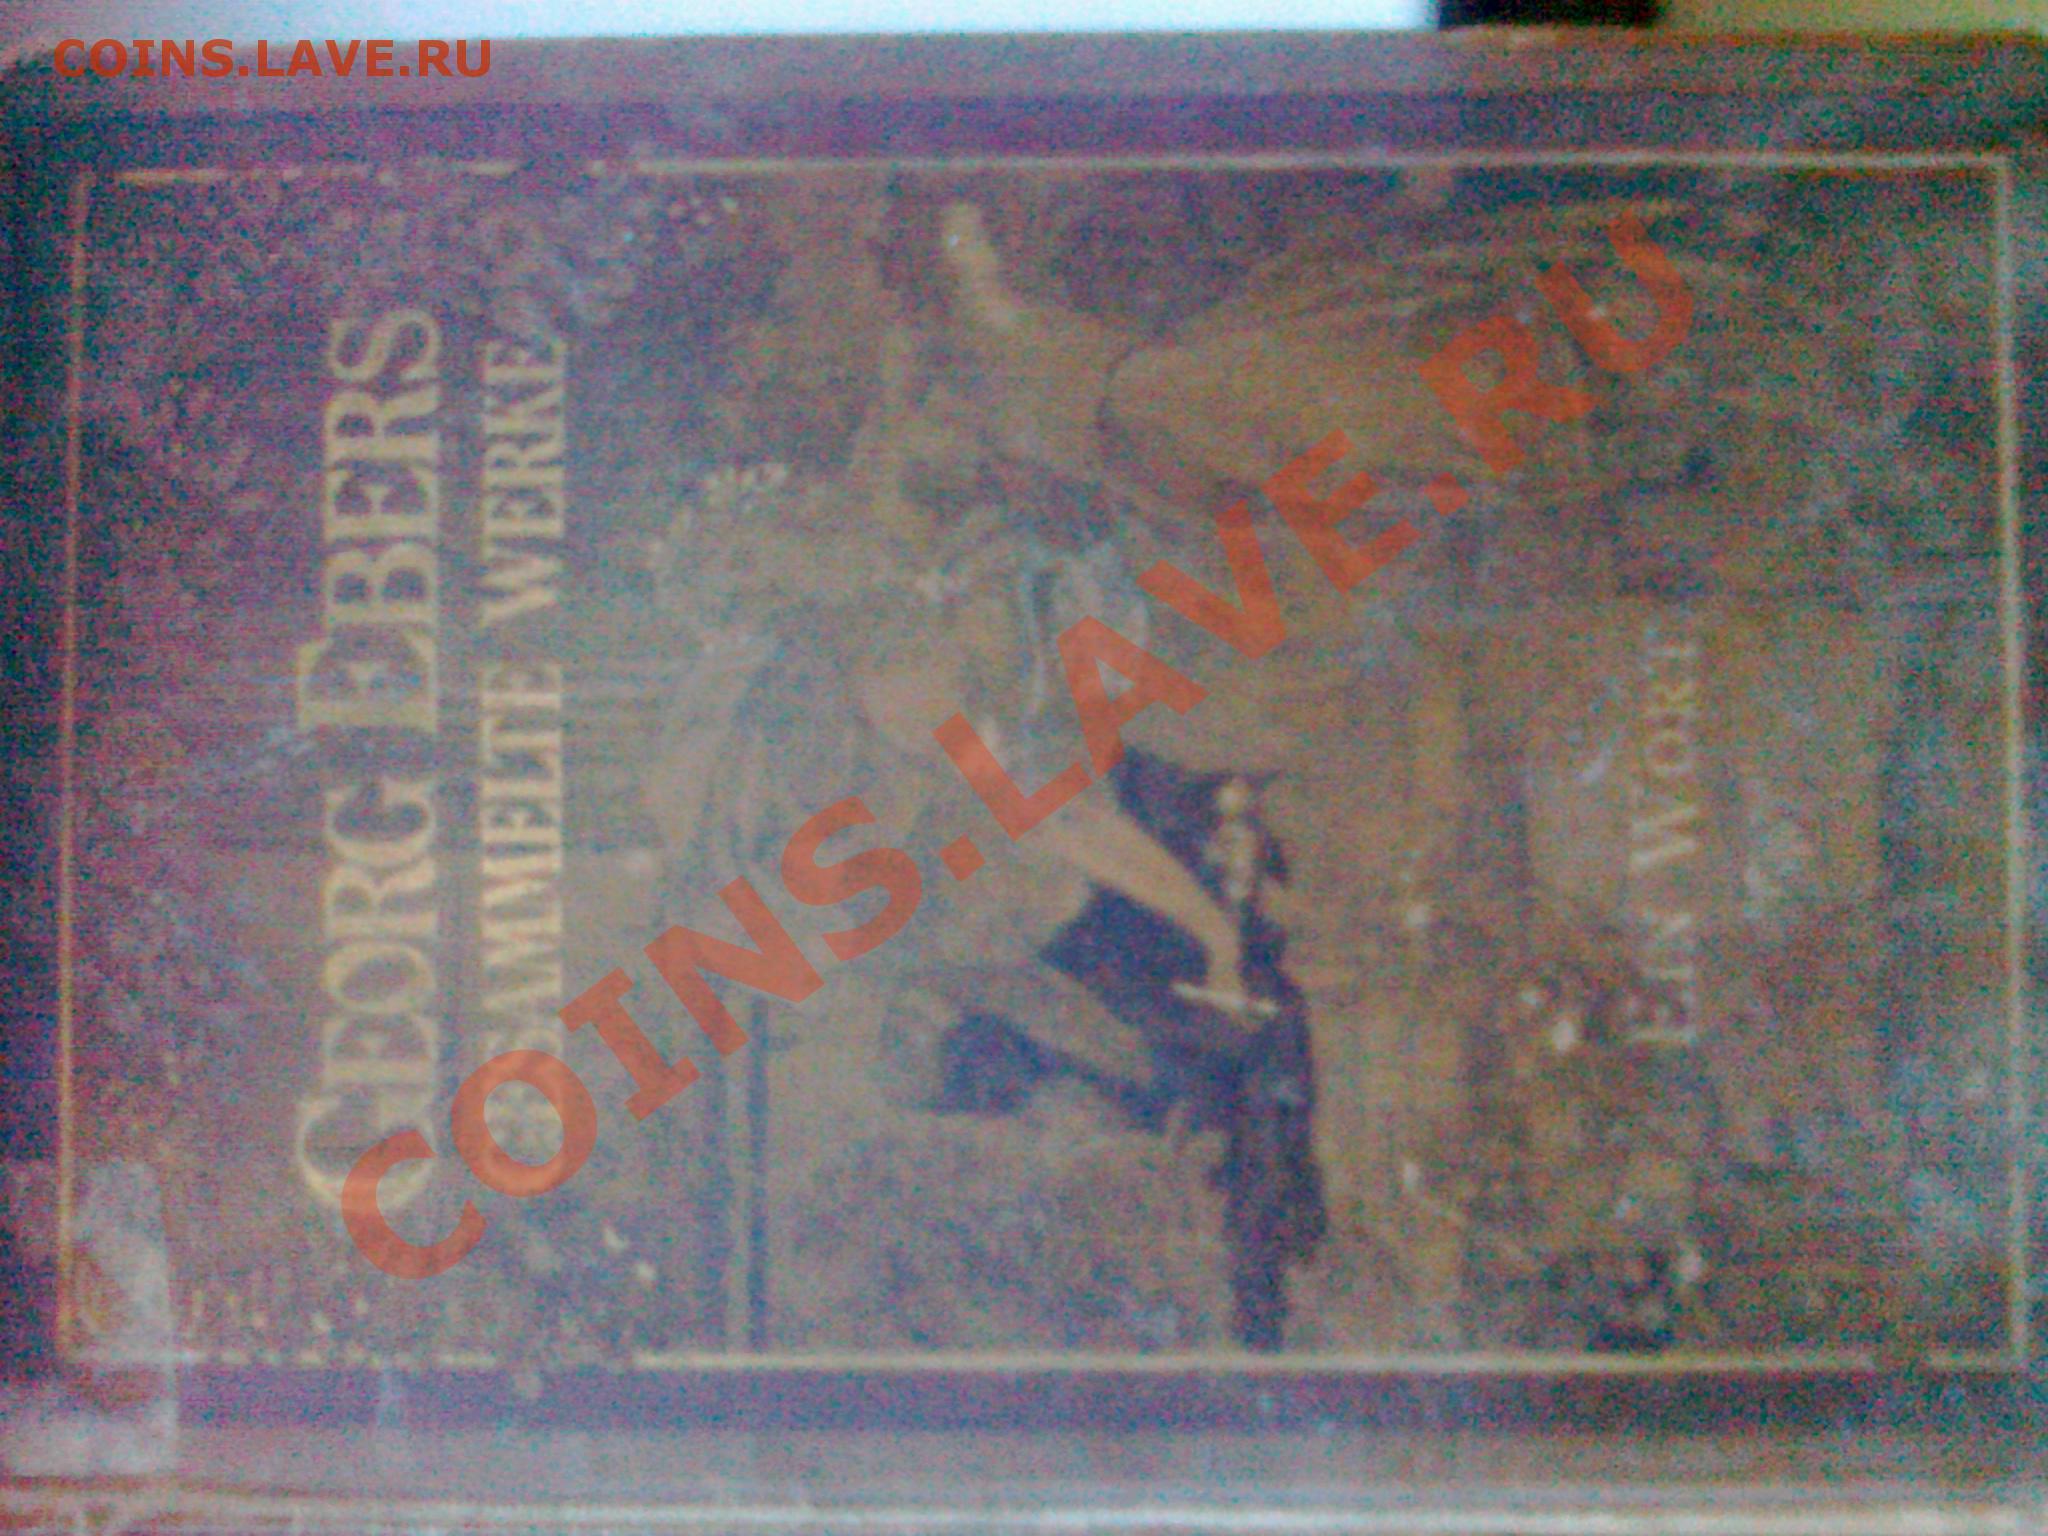 COINS.LAVE.RU
GEORG EBERS
GESAMMELTE WERKE
EIN WORT
COINS.LAVE.RU